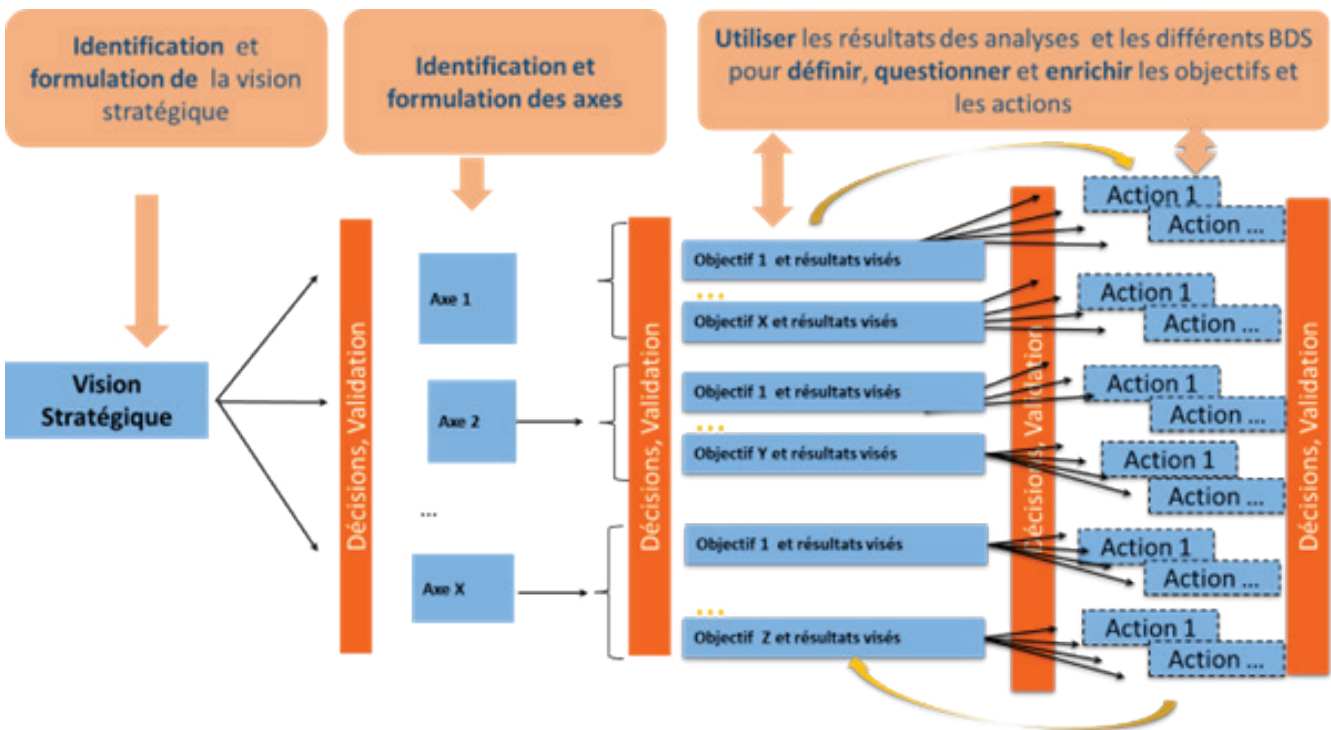 Identification et
formulation de la vision
stratégique
Identification et
formulation des axes
Utiliser les résultats des analyses et les différents BDS
pour définir, questionner et enrichir les objectifs et
les actions
Vision
Stratégique
Décisions, Validation
Axe 1
Axe 2
...
Axe X
Décisions, Validation
Objectif 1 et résultats visés
...
Objectif X et résultats visés
Objectif 1 et résultats visés
...
Objectif Y et résultats visés
Objectif 1 et résultats visés
...
Objectif Z et résultats visés
Décisions, Validation
Action 1
Action ...
Action 1
Action ...
Action 1
Action ...
Action 1
Action ...
Action 1
Action ...
Action 1
Action ...
Décisions, Validation